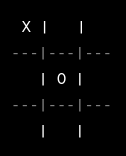 X |   |
---|---|---
  | O |
---|---|---
  |   |